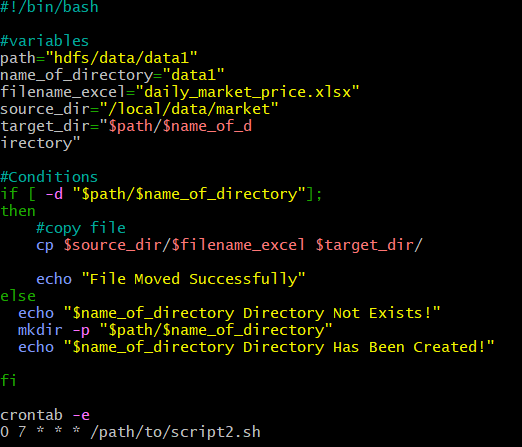 #!/bin/bash
#variables
path="hdfs/data/data1"
name_of_directory="data1"
filename_excel="daily_market_price.xlsx"
source_dir="/local/data/market"
target_dir="$path/$name_of_d
irectory"
#Conditions
if [ -d "$path/$name_of_directory"];
then
#copy file
cp $source_dir/$filename_excel $target_dir/
echo "File Moved Successfully"
else
echo "$name_of_directory Directory Not Exists!"
mkdir -p "$path/$name_of_directory"
echo "$name_of_directory Directory Has Been Created!"
fi
crontab -e
0 7 * * * /path/to/script2.sh